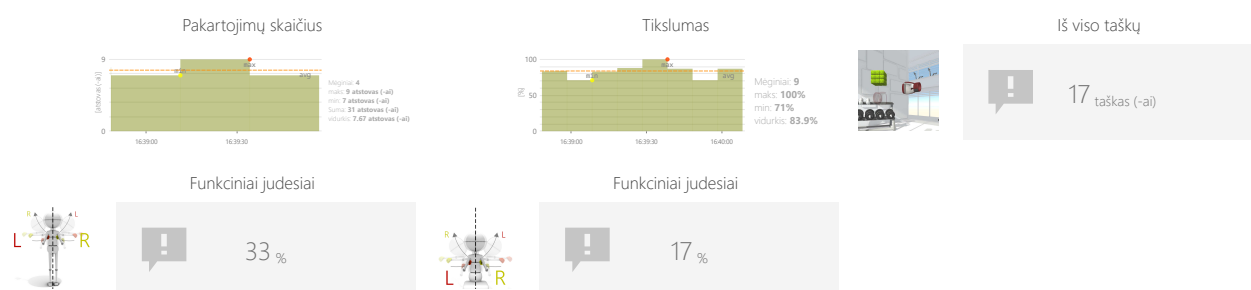 Pakartojimų skaičius
9
0
[atstovas (-ai)]
min
max
avg
16:39:00
16:39:30
Mėginiai: 4
maks: 9 atstovas (-ai)
min: 7 atstovas (-ai)
Suma: 31 atstovas (-ai)
vidurkis: 7.67 atstovas (-ai)
Tikslumas
100
50
0
[%]
min
max
avg
16:39:00
16:39:30
16:40:00
Mėginiai: 9
maks: 100%
min: 71%
vidurkis: 83.9%
Iš viso taškų
17 taškas (-ai)
Funkciniai judesiai
R
L
L
R
33 %
Funkciniai judesiai
R
L
L
R
17 %